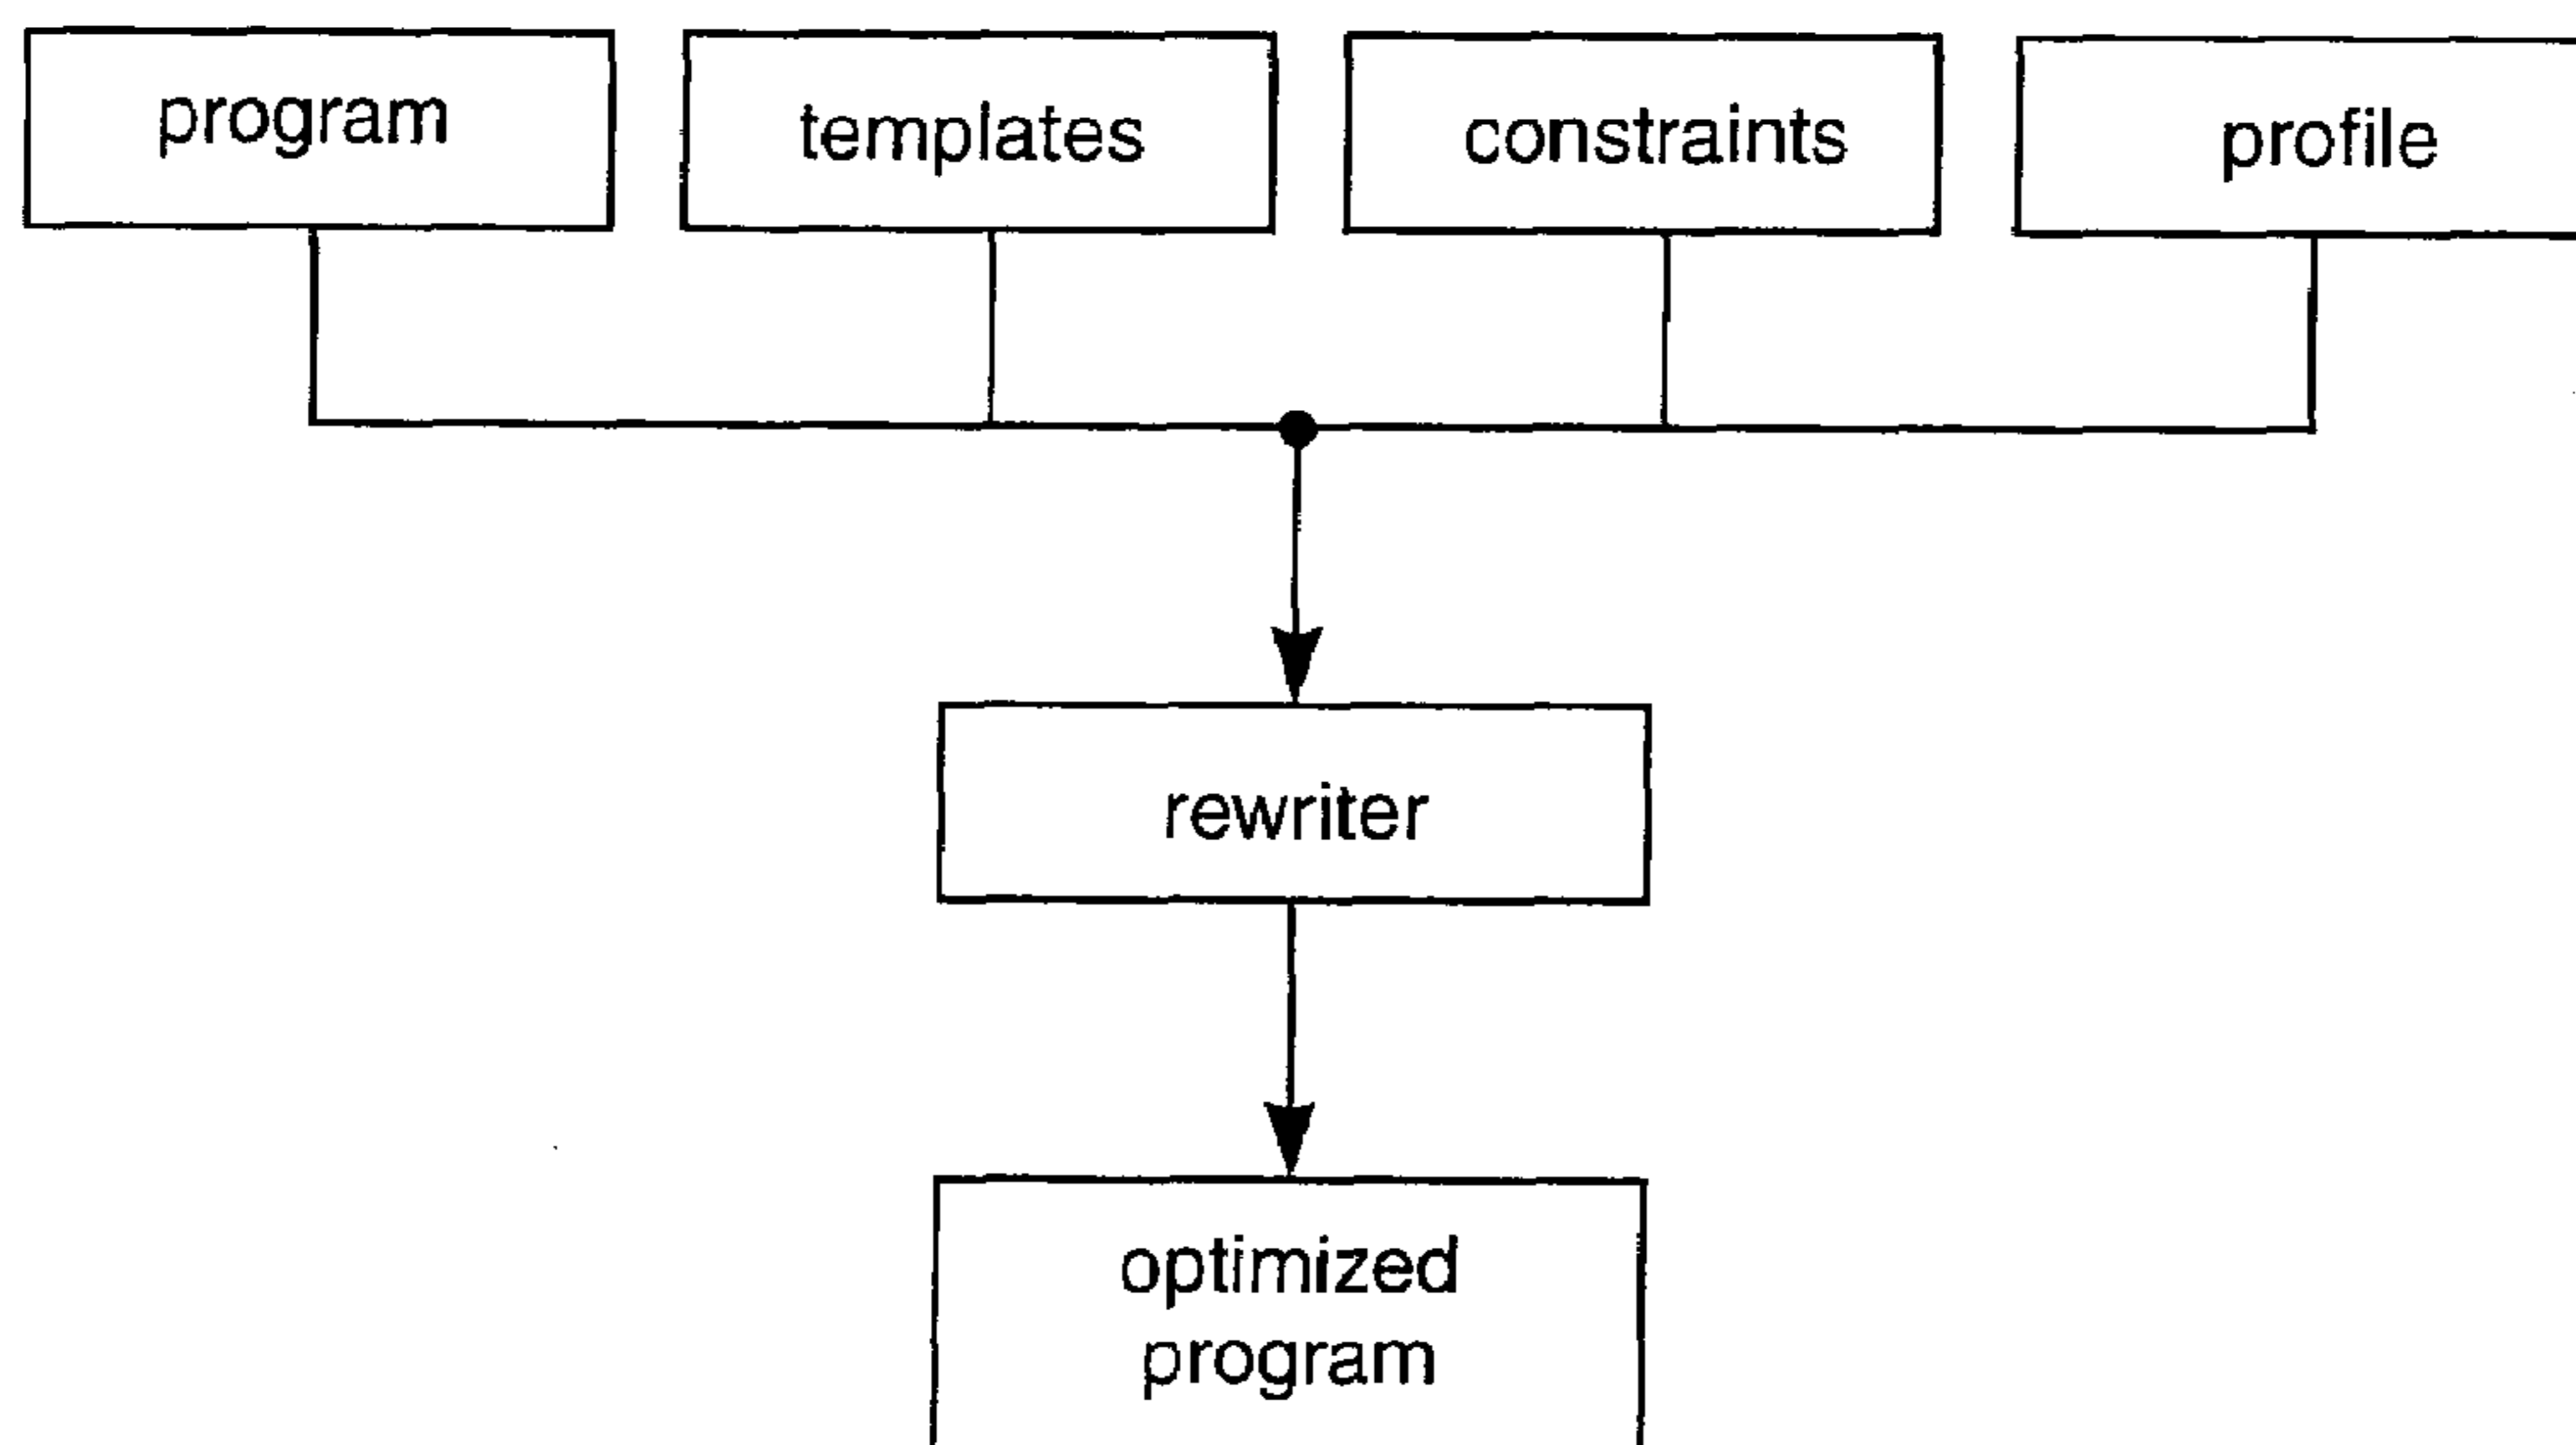 program
templates
constraints
profile
rewriter
optimized
program